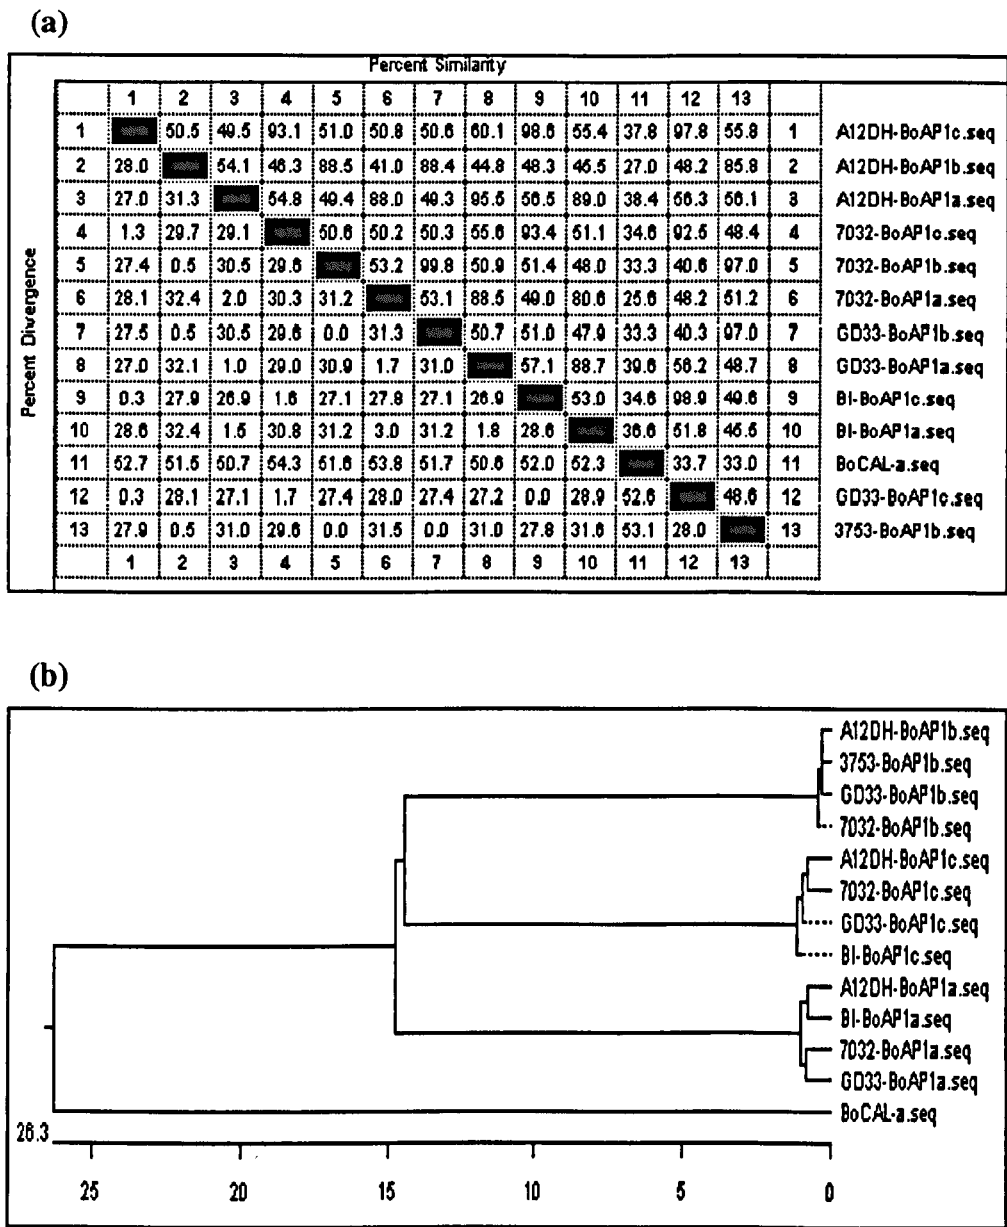 (a)
Percent Similarity
Percent Divergence
1 2 3 4 5 6 7 8 9 10 11 12 13
1 50.5 49.5 93.1 51.0 50.8 50.6 60.1 98.6 55.4 37.8 97.8 55.8 1 A12DH-BoAP1c.seq
2 28.0 54.1 46.3 88.5 41.0 88.4 44.8 48.3 45.5 27.0 48.2 85.8 2 A12DH-BoAP1b.seq
3 27.0 31.3 54.8 49.4 88.0 49.3 95.5 56.5 89.0 38.4 56.3 56.1 3 A12DH-BoAP1a.seq
4 1.3 29.7 29.1 50.6 50.2 50.3 55.6 93.4 51.1 34.6 92.5 48.4 4 7032-BoAP1c.seq
5 27.4 0.5 30.5 29.6 53.2 99.8 50.9 51.4 48.0 33.3 40.6 97.0 5 7032-BoAP1b.seq
6 28.1 32.4 2.0 30.3 31.2 53.1 88.5 49.0 80.6 25.6 48.2 51.2 6 7032-BoAP1a.seq
7 27.5 0.5 30.5 29.6 0.0 31.3 50.7 51.0 47.9 33.3 40.3 97.0 7 GD33-BoAP1b.seq
8 27.0 32.1 1.0 29.0 30.9 1.7 31.0 57.1 88.7 39.6 56.2 48.7 8 GD33-BoAP1a.seq
9 0.3 27.9 26.9 1.6 27.1 27.8 27.1 26.9 53.0 34.6 98.9 49.6 9 BI-BoAP1c.seq
10 28.6 32.4 1.5 30.8 31.2 3.0 31.2 1.8 28.6 36.6 51.8 45.5 10 BI-BoAP1a.seq
11 52.7 51.5 50.7 54.3 51.6 53.8 51.7 50.6 52.0 52.3 33.7 33.0 11 BoCAL-a.seq
12 0.3 28.1 27.1 1.7 27.4 28.0 27.4 27.2 0.0 28.9 52.6 48.6 12 GD33-BoAP1c.seq
13 27.9 0.5 31.0 29.6 0.0 31.5 0.0 31.0 27.8 31.6 53.1 28.0 13 3753-BoAP1b.seq
1 2 3 4 5 6 7 8 9 10 11 12 13
(b)
A12DH-BoAP1b.seq
3753-BoAP1b.seq
GD33-BoAP1b.seq
7032-BoAP1b.seq
A12DH-BoAP1c.seq
7032-BoAP1c.seq
GD33-BoAP1c.seq
BI-BoAP1c.seq
A12DH-BoAP1a.seq
BI-BoAP1a.seq
7032-BoAP1a.seq
GD33-BoAP1a.seq
BoCAL-a.seq
26.3
25 20 15 10 5 0